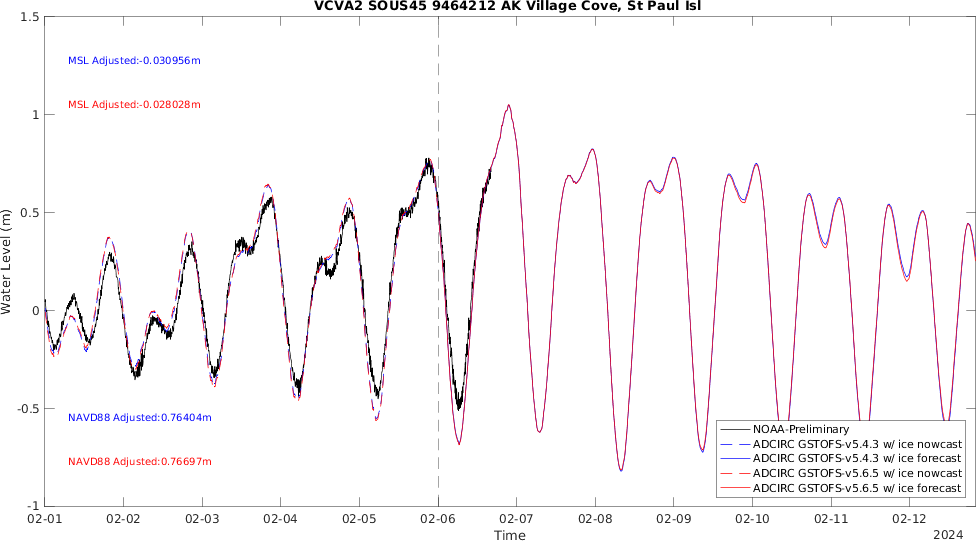 VCVA2 SOUS45 9464212 AK Village Cove, St Paul Isl
1.5
1
0.5
0
-0.5
-1
Water Level (m)
MSL Adjusted:-0.030956m
MSL Adjusted:-0.028028m
NAVD88 Adjusted:0.76404m
NAVD88 Adjusted:0.76697m
NOAA-Preliminary
ADCIRC GSTOFS-v5.4.3 w/ ice nowcast
ADCIRC GSTOFS-v5.4.3 w/ ice forecast
ADCIRC GSTOFS-v5.6.5 w/ ice nowcast
ADCIRC GSTOFS-v5.6.5 w/ ice forecast
02-01 02-02 02-03 02-04 02-05 02-06 02-07 02-08 02-09 02-10 02-11 02-12
Time
2024